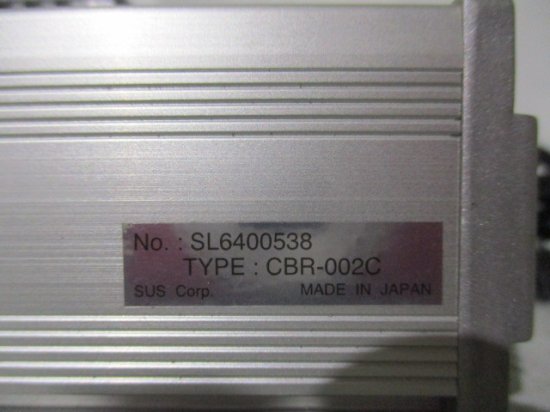 No. : SL6400538
TYPE : CBR-002C
SUS Corp. MADE IN JAPAN